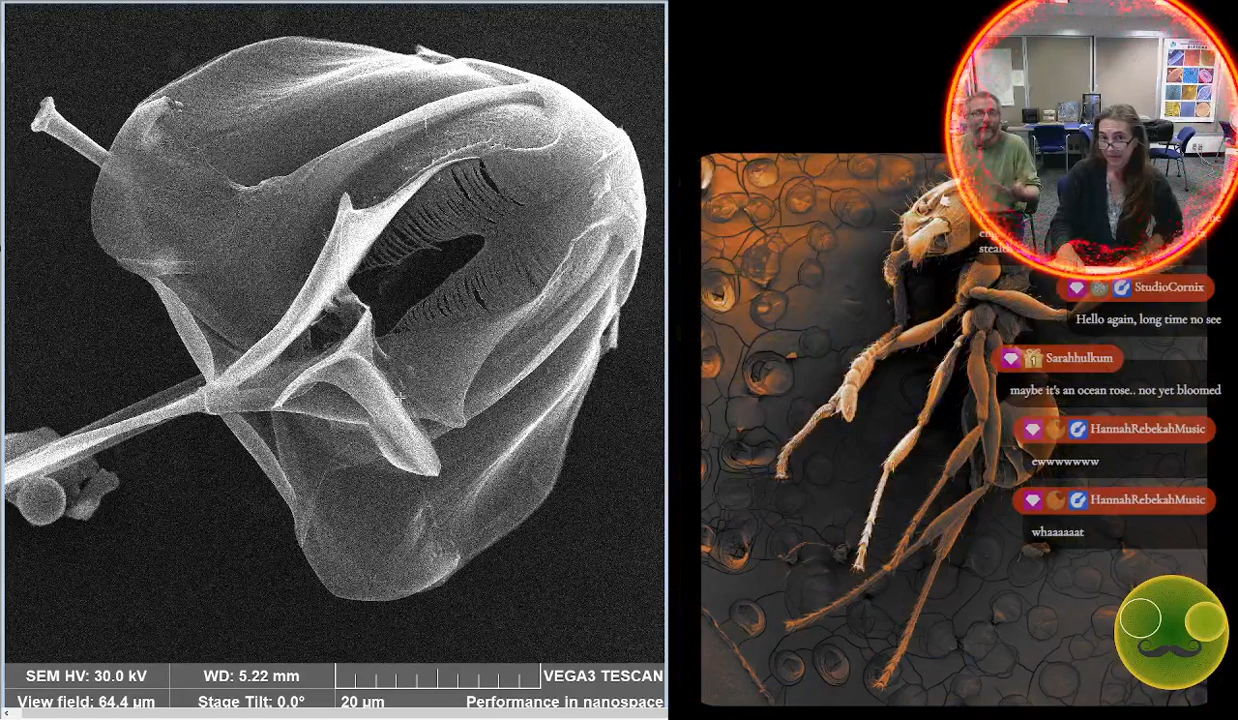 SEM HV: 30.0 kV
WD: 5.22 mm
VEGA3 TESCAN
View field: 64.4 µm
Stage Tilt: 0.0°
20 µm
Performance in nanospace
StudioCornix
Hello again, long time no see
1
Sarahhulkum
maybe it's an ocean rose.. not yet bloomed
HannahRebekahMusic
ewwwwwww
HannahRebekahMusic
whaaaaat